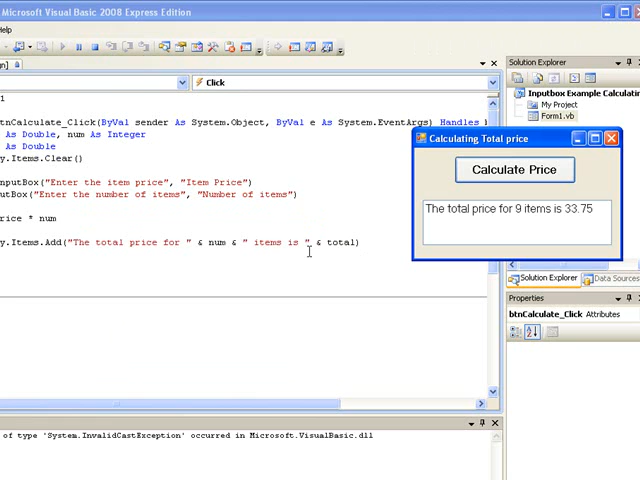 Microsoft Visual Basic 2008 Express Edition
Help
gn]
Click
Solution Explorer
Inputbox Example Calculatin
My Project
Form1.vb
1
tnCalculate_Click(ByVal sender As System.Object, ByVal e As System.EventArgs) Handles
As Double, num As Integer
As Double
y.Items.Clear()
nputBox("Enter the item price", "Item Price")
utBox("Enter the number of items", "Number of items")
rice * num
y.Items.Add("The total price for " & num & " items is " & total)
Calculating Total price
Calculate Price
The total price for 9 items is 33.75
Solution Explorer
Data Sources
Properties
btnCalculate_Click Attributes
of type 'System.InvalidCastException' occurred in Microsoft.VisualBasic.dll